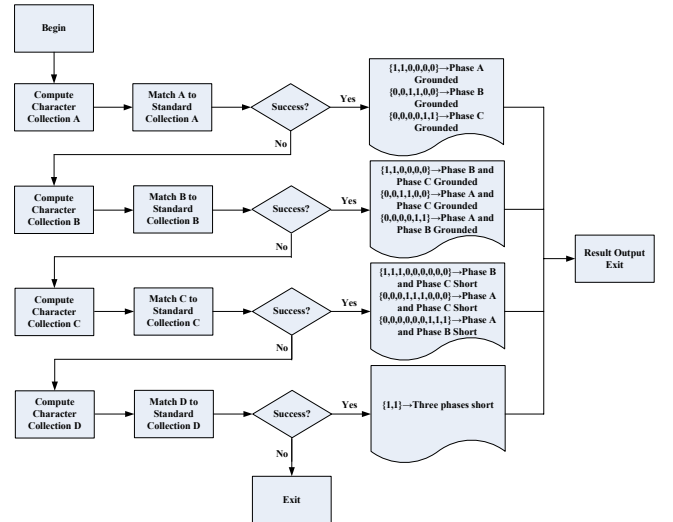 Begin
Compute
Character
Collection A
Match A to
Standard
Collection A
Success?
Yes
No
{1,1,0,0,0,0}→Phase A
Grounded
{0,0,1,1,0,0}→Phase B
Grounded
{0,0,0,0,1,1}→Phase C
Grounded
Compute
Character
Collection B
Match B to
Standard
Collection B
Success?
Yes
No
{1,1,0,0,0,0}→Phase B and
Phase C Grounded
{0,0,1,1,0,0}→Phase A and
Phase C Grounded
{0,0,0,0,1,1}→Phase A and
Phase B Grounded
Result Output
Exit
Compute
Character
Collection C
Match C to
Standard
Collection C
Success?
Yes
No
{1,1,1,0,0,0,0,0,0}→Phase B
and Phase C Short
{0,0,0,1,1,1,0,0,0}→Phase A
and Phase C Short
{0,0,0,0,0,0,1,1,1}→Phase A
and Phase B Short
Compute
Character
Collection D
Match D to
Standard
Collection D
Success?
Yes
No
{1,1}→Three phases short
Exit